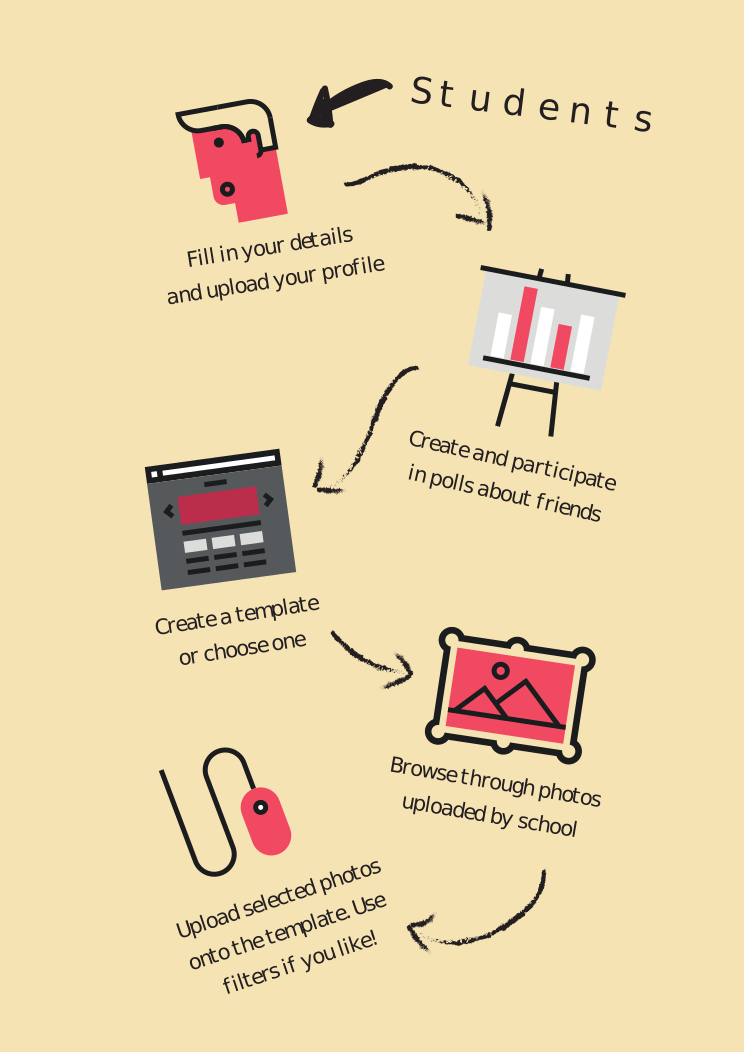 Students
Fill in your details
and upload your profile
Create and participate
in polls about friends
Create a template
or choose one
Browse through photos
uploaded by school
Upload selected photos
onto the template. Use
filters if you like!